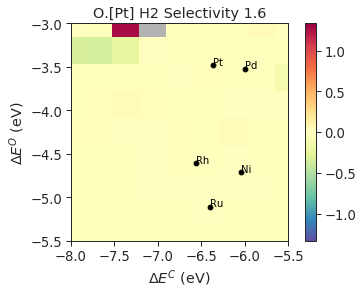 O.[Pt] H2 Selectivity 1.6
−3.0
−3.5
−4.0
−4.5
−5.0
−5.5
ΔE^O (eV)
Pt
Pd
Rh
Ni
Ru
−8.0 −7.5 −7.0 −6.5 −6.0 −5.5
ΔE^C (eV)
1.0
0.5
0.0
−0.5
−1.0